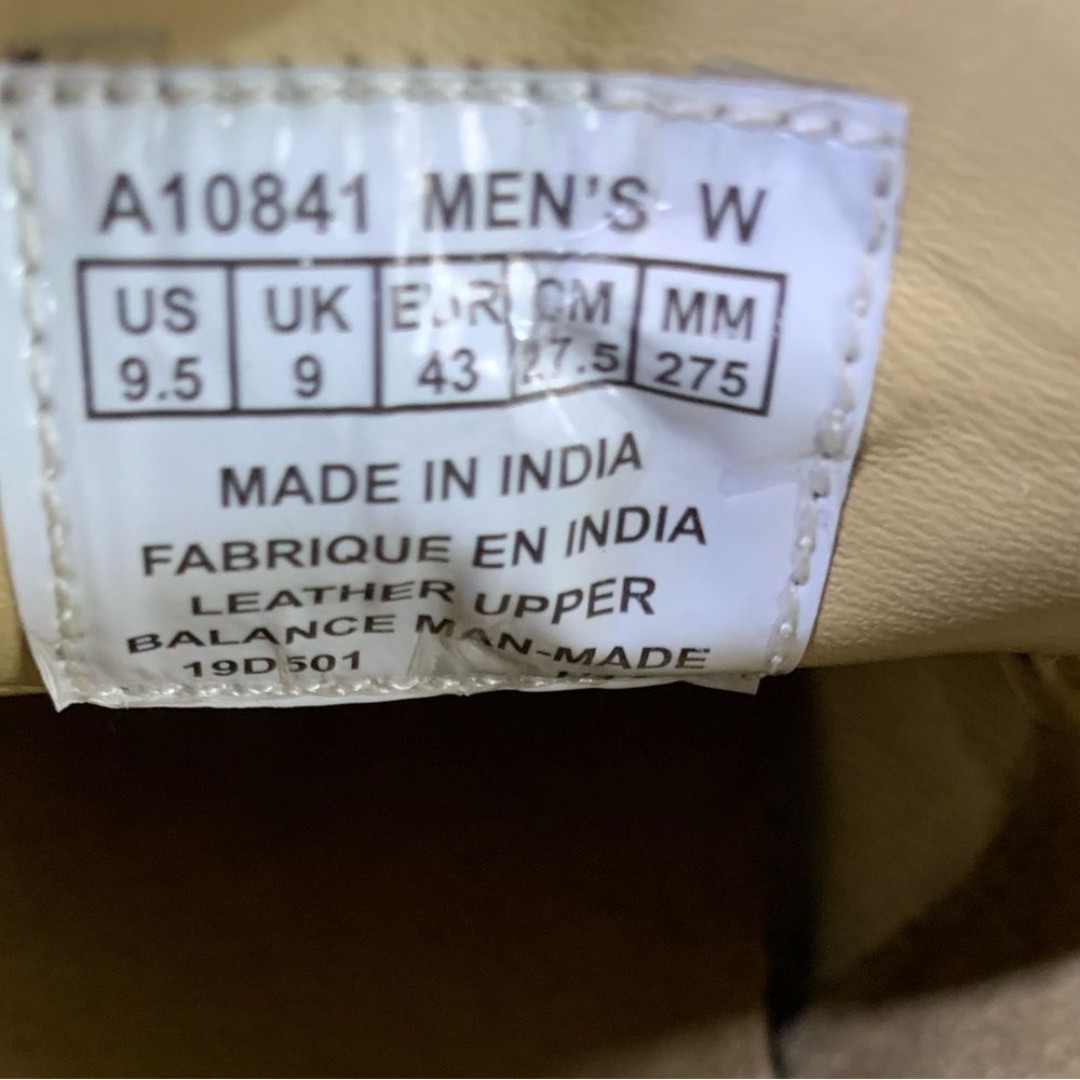 A10841 MEN'S W
US UK EUR CM MM
9.5 9 43 27.5 275
MADE IN INDIA
FABRIQUE EN INDIA
LEATHER UPPER
BALANCE MAN-MADE
19D501